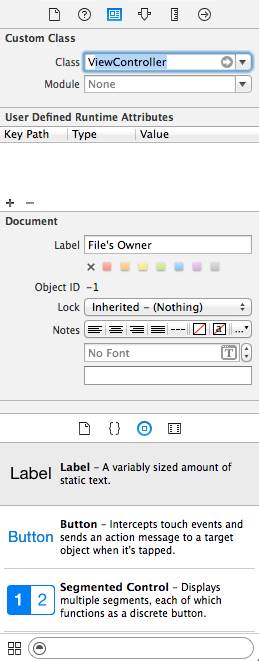 Custom Class
Class ViewController
Module None
User Defined Runtime Attributes
Key Path Type Value
Document
Label File's Owner
Object ID -1
Lock Inherited - (Nothing)
Notes
No Font T
Label Label - A variably sized amount of
static text.
Button Button - Intercepts touch events and
sends an action message to a target
object when it's tapped.
1 2 Segmented Control - Displays
multiple segments, each of which
functions as a discrete button.